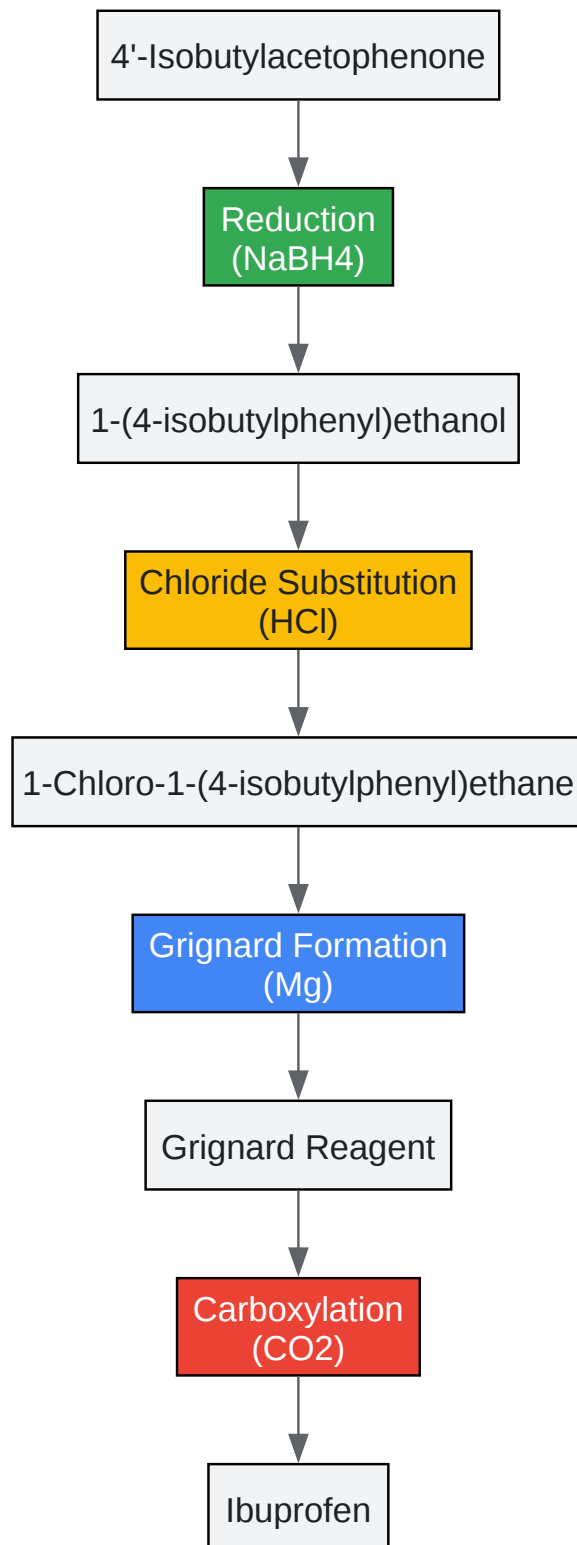 4'-Isobutylacetophenone
Reduction
(NaBH4)
1-(4-isobutylphenyl)ethanol
Chloride Substitution
(HCl)
1-Chloro-1-(4-isobutylphenyl)ethane
Grignard Formation
(Mg)
Grignard Reagent
Carboxylation
(CO2)
Ibuprofen